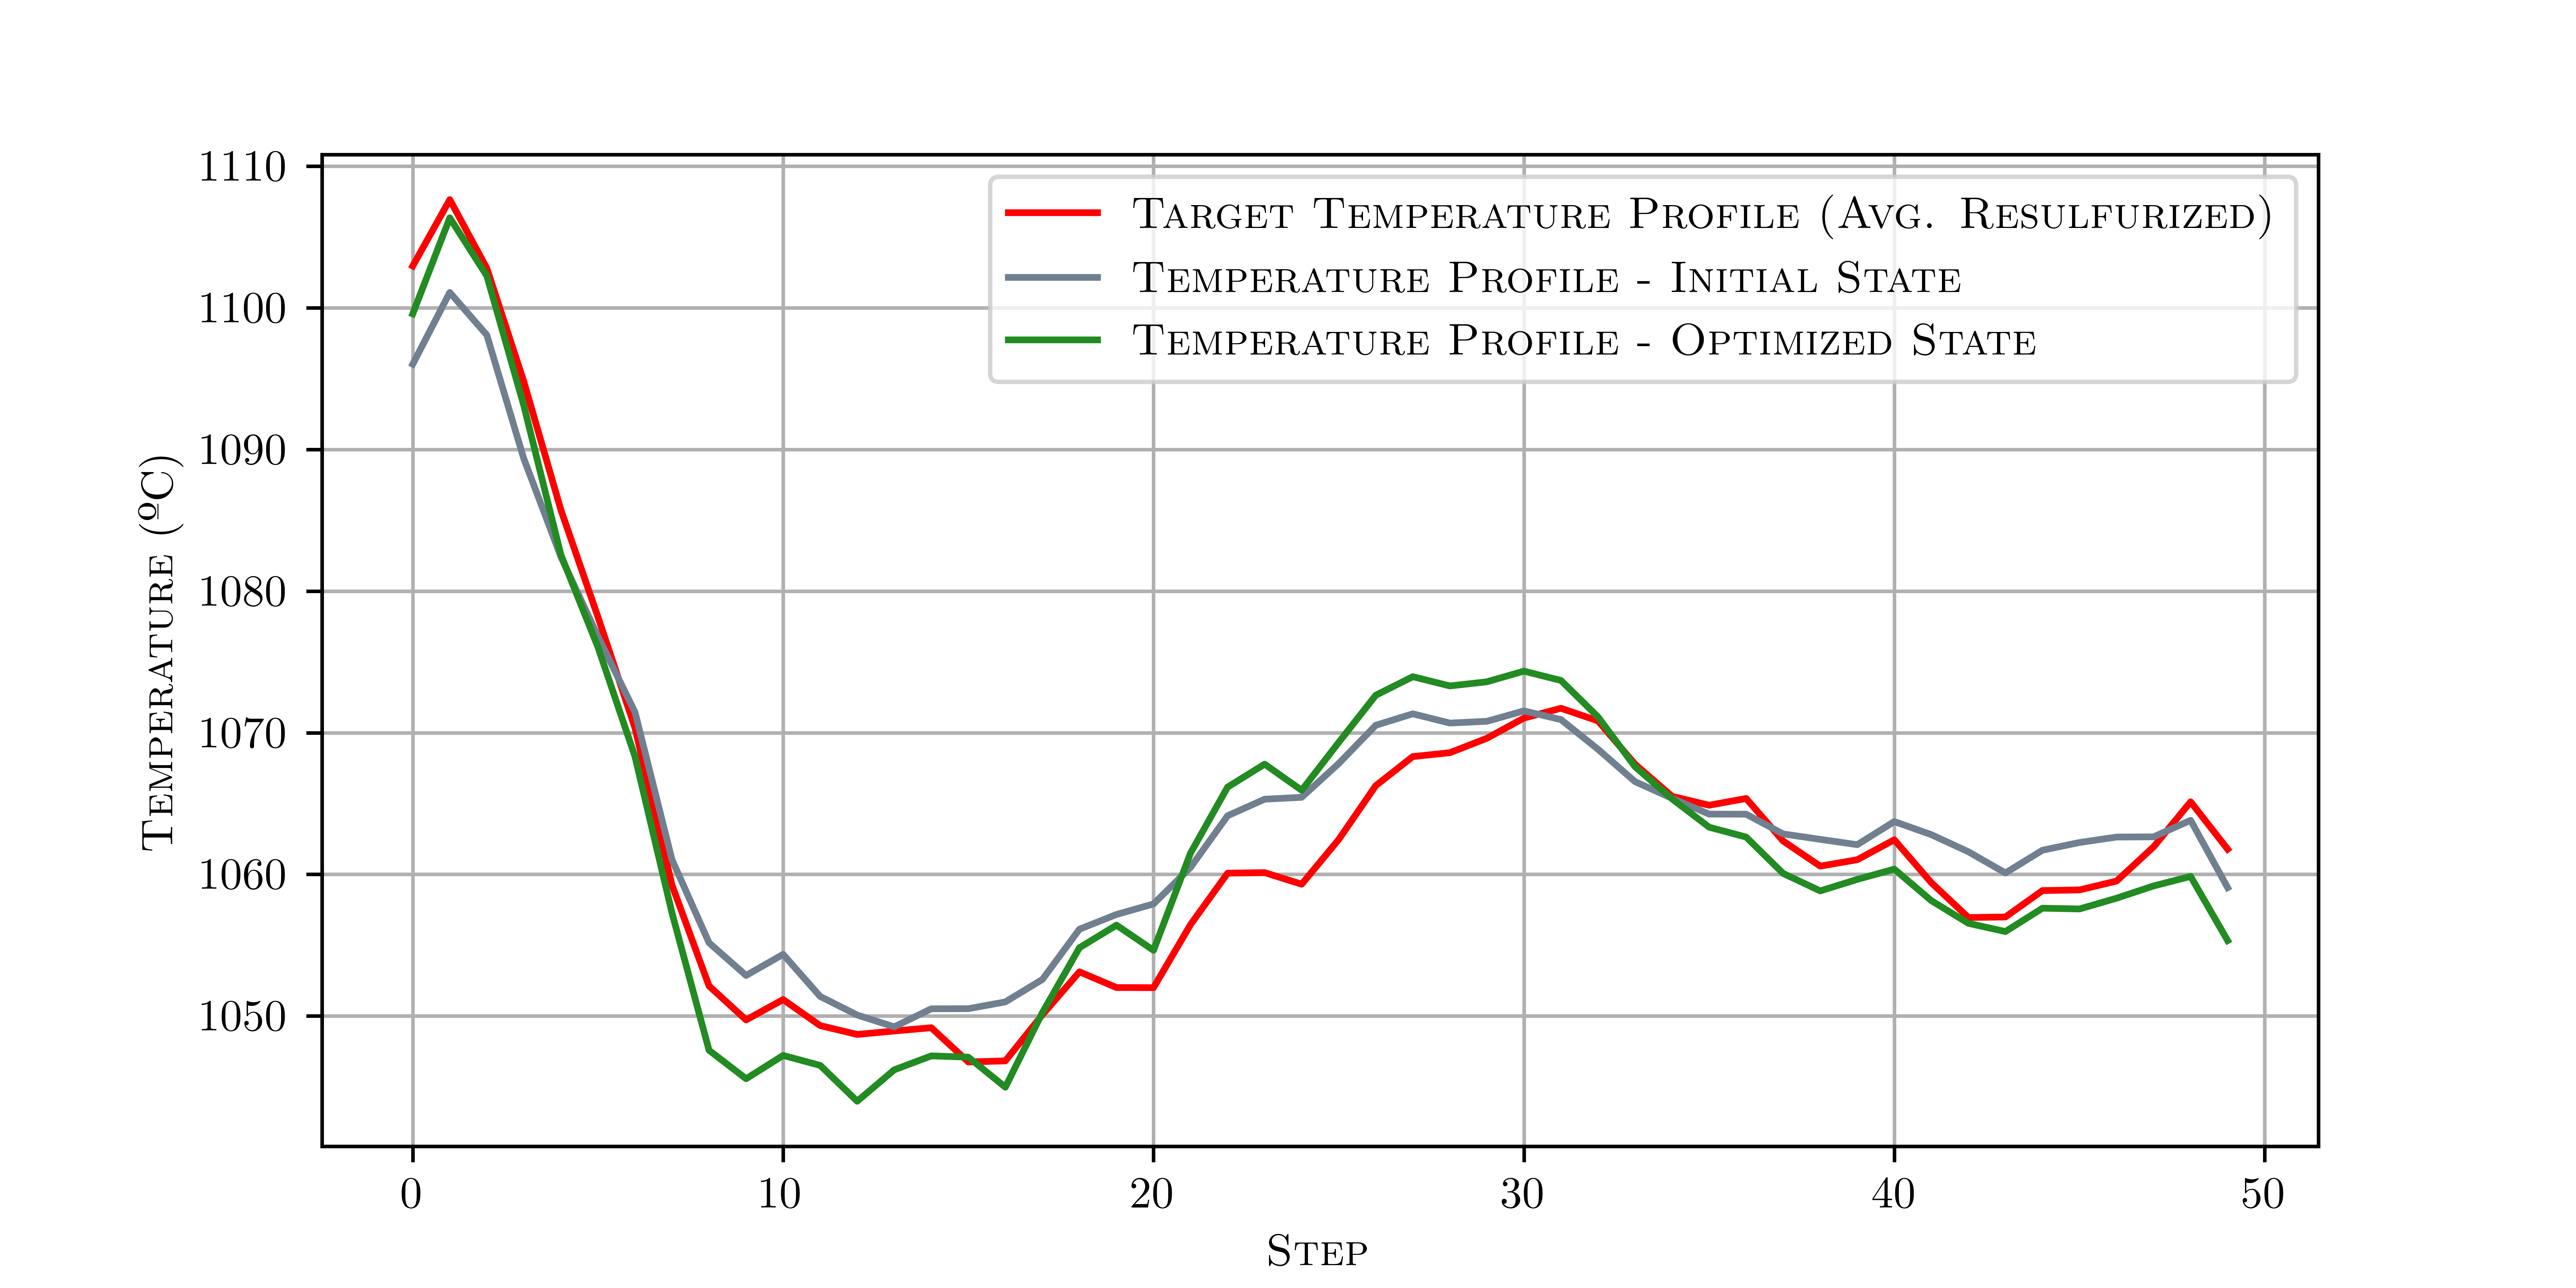 1110
1100
1090
1080
1070
1060
1050
Temperature (ºC)
Target Temperature Profile (Avg. Resulfurized)
Temperature Profile - Initial State
Temperature Profile - Optimized State
0 10 20 30 40 50
Step